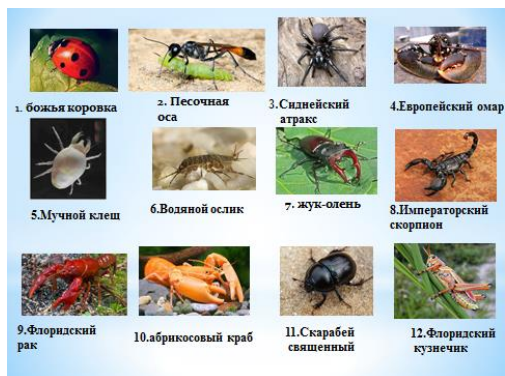 1. божья коровка
2. Песочная
оса
3.Сиднейский
атракс
4.Европейский омар
5.Мучной клещ
6.Водяной ослик
7. жук-олень
8.Императорский
скорпион
9.Флоридский
рак
10.абрикосовый краб
11.Скарабей
священный
12.Флоридский
кузнечик